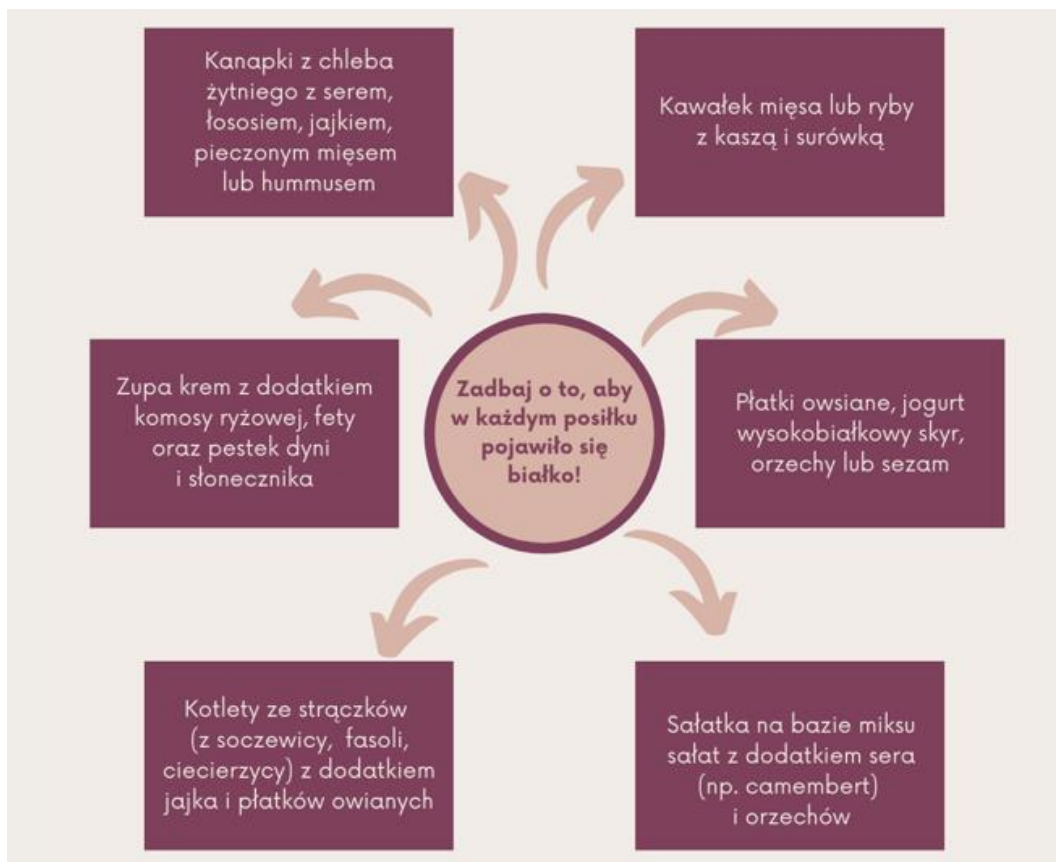 Kanapki z chleba
żytniego z serem,
łososiem, jajkiem,
pieczonym mięsem
lub hummusem
Kawałek mięsa lub ryby
z kaszą i surówką
Zupa krem z dodatkiem
komosy ryżowej, fety
oraz pestek dyni
i słonecznika
Zadbaj o to, aby
w każdym posiłku
pojawiło się
białko!
Płatki owsiane, jogurt
wysokobiałkowy skyr,
orzechy lub sezam
Kotlety ze strączków
(z soczewicy, fasoli,
ciecierzycy) z dodatkiem
jajka i płatków owianych
Sałatka na bazie miksu
sałat z dodatkiem sera
(np. camembert)
i orzechów